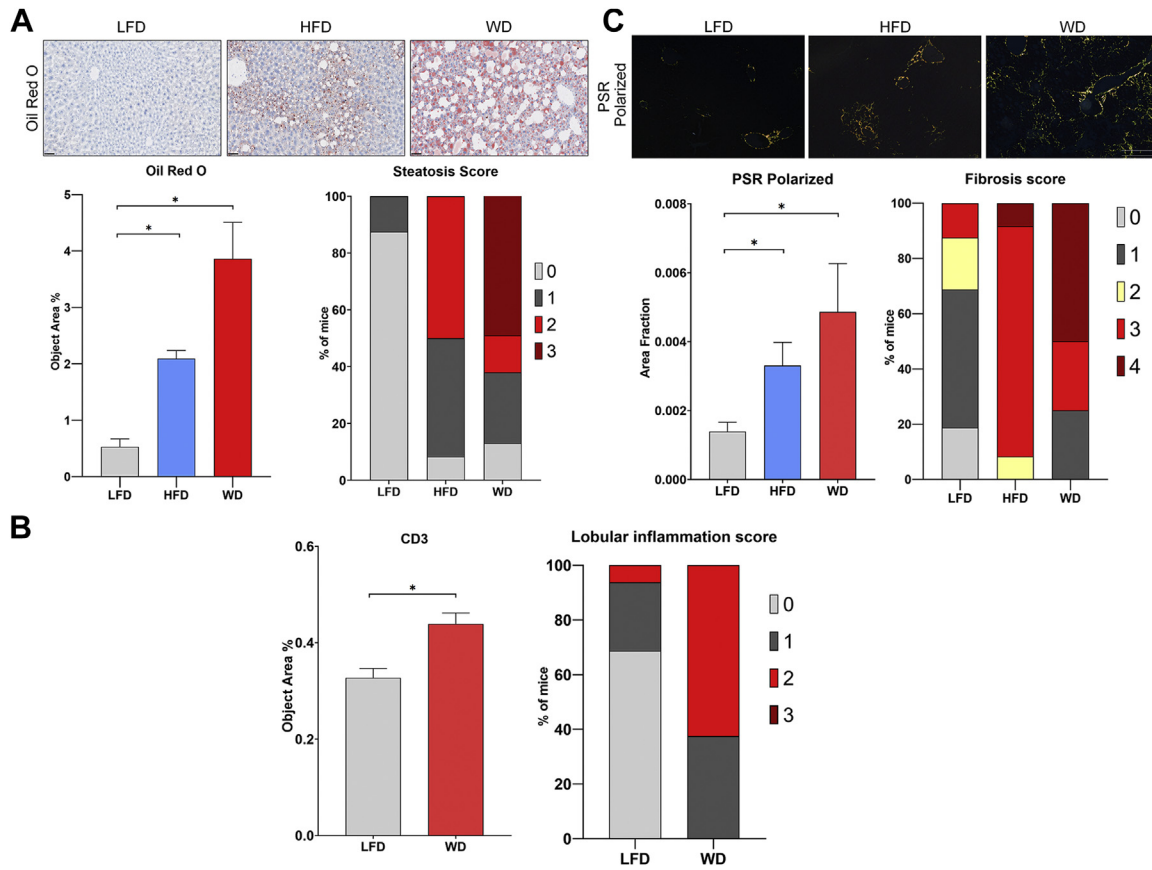 A
LFD HFD WD
Oil Red O
Oil Red O
Object Area %
5
4
3
2
1
0
LFD HFD WD
*
*
Steatosis Score
% of mice
100
80
60
40
20
0
LFD HFD WD
0
1
2
3
C
LFD HFD WD
PSR
Polarized
PSR Polarized
Area Fraction
0.008
0.006
0.004
0.002
0.000
LFD HFD WD
*
*
Fibrosis score
% of mice
100
80
60
40
20
0
LFD HFD WD
0
1
2
3
4
B
CD3
Object Area %
0.6
0.4
0.2
0.0
LFD WD
*
Lobular inflammation score
% of mice
100
80
60
40
20
0
LFD WD
0
1
2
3